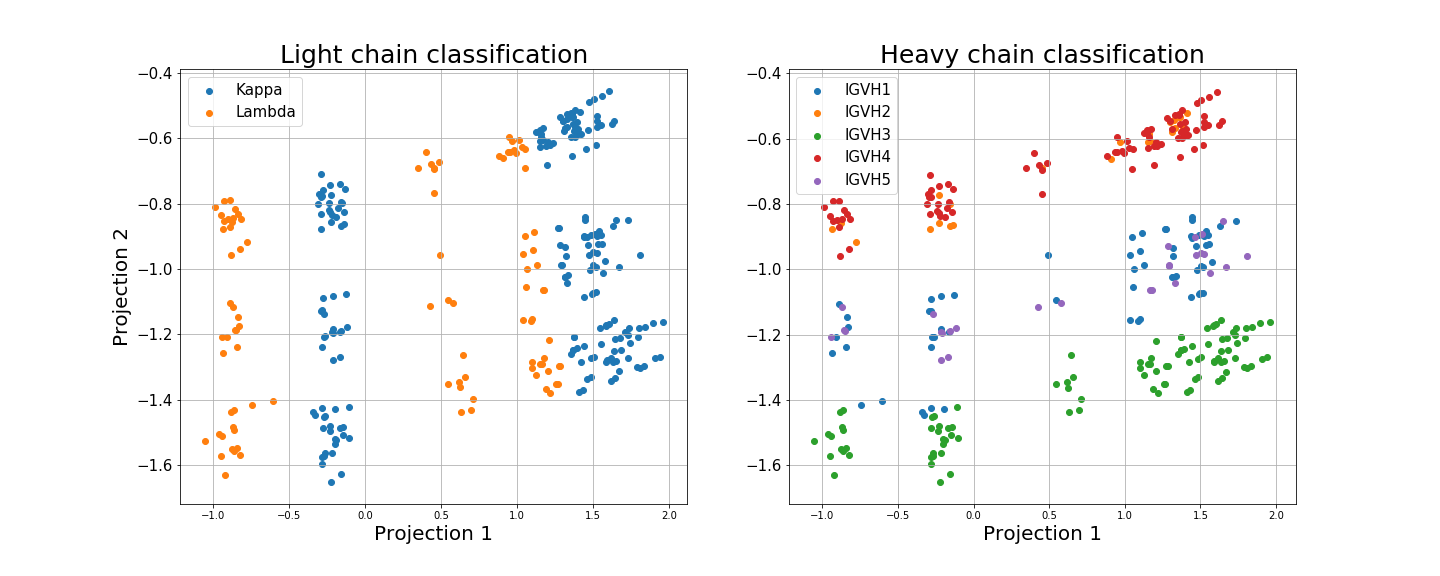 Light chain classification
Kappa
Lambda
−0.4
−0.6
−0.8
−1.0
−1.2
−1.4
−1.6
Projection 2
−1.0
−0.5
0.0
0.5
1.0
1.5
2.0
Projection 1
Heavy chain classification
IGVH1
IGVH2
IGVH3
IGVH4
IGVH5
−0.4
−0.6
−0.8
−1.0
−1.2
−1.4
−1.6
−1.0
−0.5
0.0
0.5
1.0
1.5
2.0
Projection 1